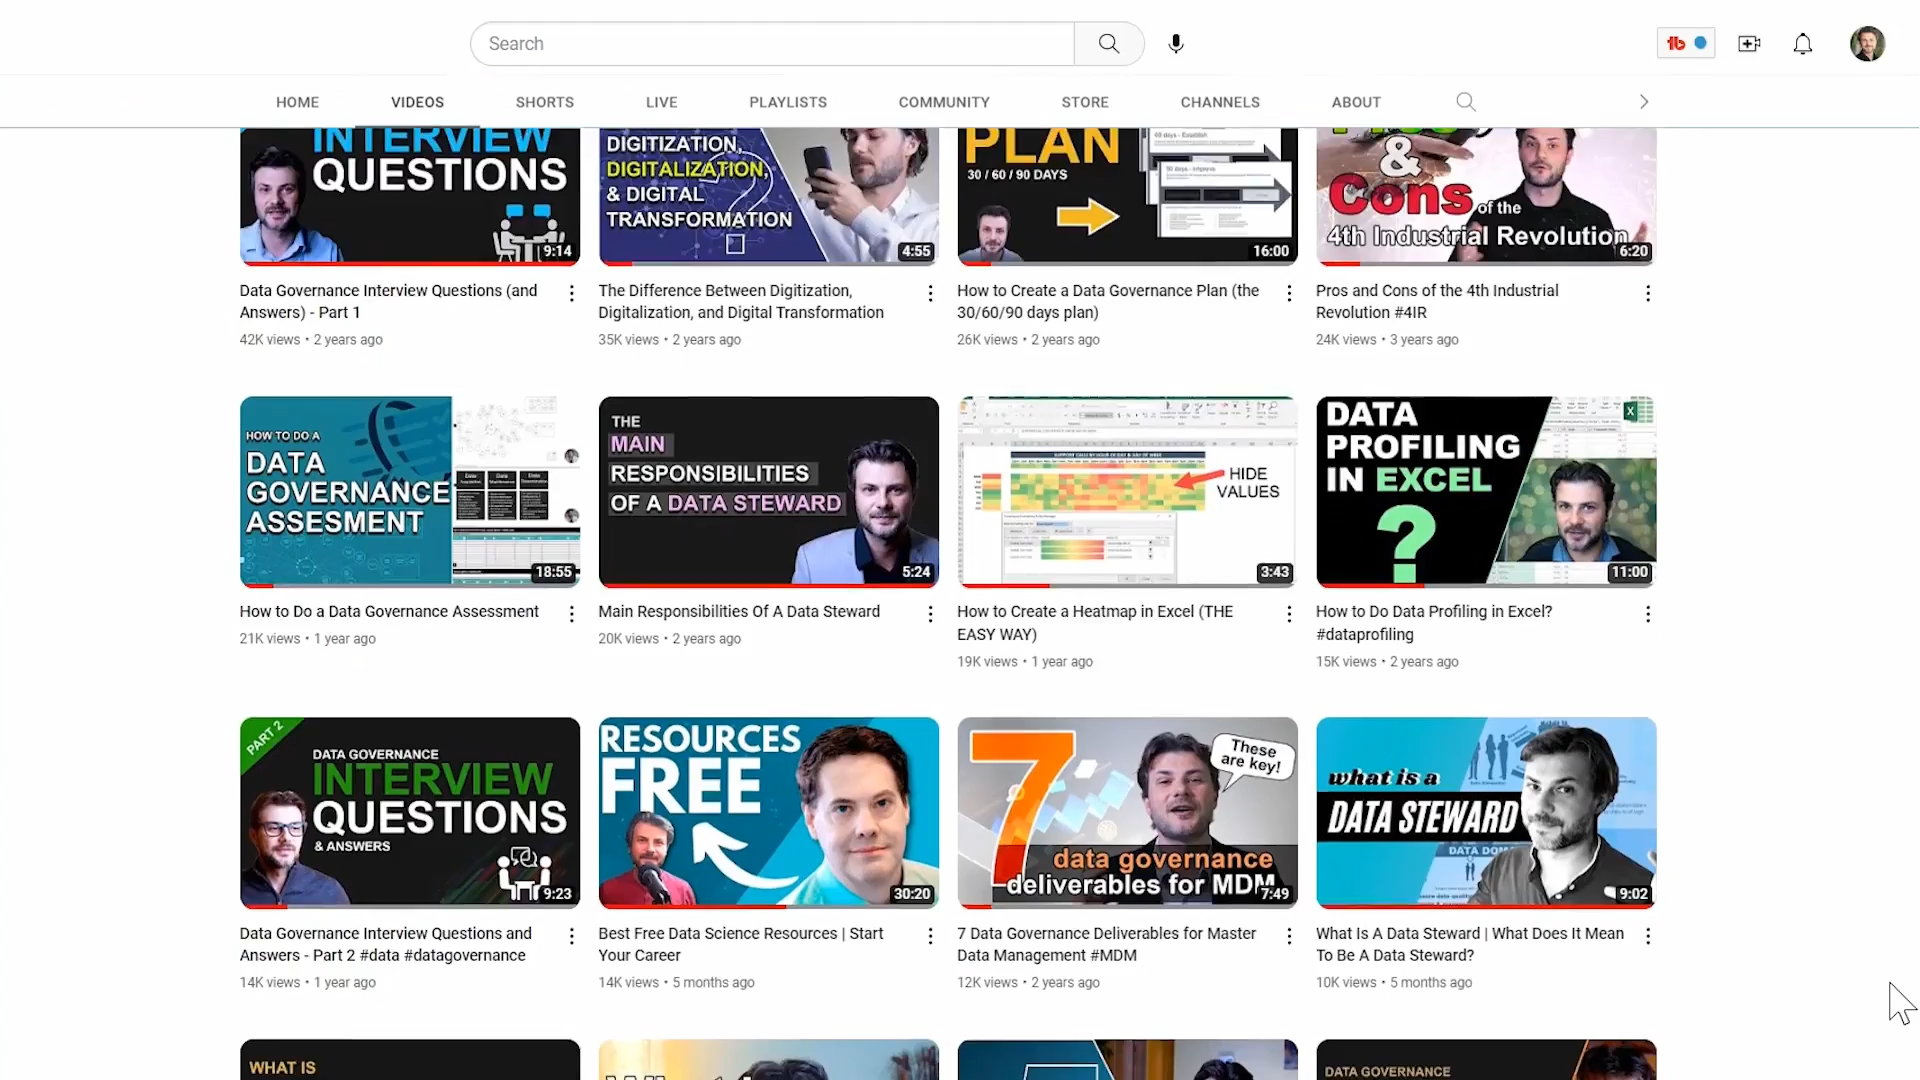 Search
HOME VIDEOS SHORTS LIVE PLAYLISTS COMMUNITY STORE CHANNELS ABOUT
INTERVIEW
QUESTIONS
9:14
DIGITIZATION,
DIGITALIZATION,
& DIGITAL
TRANSFORMATION
4:55
PLAN
30 / 60 / 90 DAYS
16:00
&
Cons of the
4th Industrial Revolution
6:20
Data Governance Interview Questions (and
Answers) - Part 1
42K views • 2 years ago
The Difference Between Digitization,
Digitalization, and Digital Transformation
35K views • 2 years ago
How to Create a Data Governance Plan (the
30/60/90 days plan)
26K views • 2 years ago
Pros and Cons of the 4th Industrial
Revolution #4IR
24K views • 3 years ago
HOW TO DO A
DATA
GOVERNANCE
ASSESMENT
18:55
THE
MAIN
RESPONSIBILITIES
OF A DATA STEWARD
5:24
HIDE
VALUES
3:43
DATA
PROFILING
IN EXCEL
?
11:00
How to Do a Data Governance Assessment
21K views • 1 year ago
Main Responsibilities Of A Data Steward
20K views • 2 years ago
How to Create a Heatmap in Excel (THE
EASY WAY)
19K views • 1 year ago
How to Do Data Profiling in Excel?
#dataprofiling
15K views • 2 years ago
PART 2
DATA GOVERNANCE
INTERVIEW
QUESTIONS
& ANSWERS
9:23
RESOURCES
FREE
30:20
7
These
are key!
data governance
deliverables for MDM
7:49
what is a
DATA STEWARD
9:02
Data Governance Interview Questions and
Answers - Part 2 #data #datagovernance
14K views • 1 year ago
Best Free Data Science Resources | Start
Your Career
14K views • 5 months ago
7 Data Governance Deliverables for Master
Data Management #MDM
12K views • 2 years ago
What Is A Data Steward | What Does It Mean
To Be A Data Steward?
10K views • 5 months ago
WHAT IS
DATA GOVERNANCE